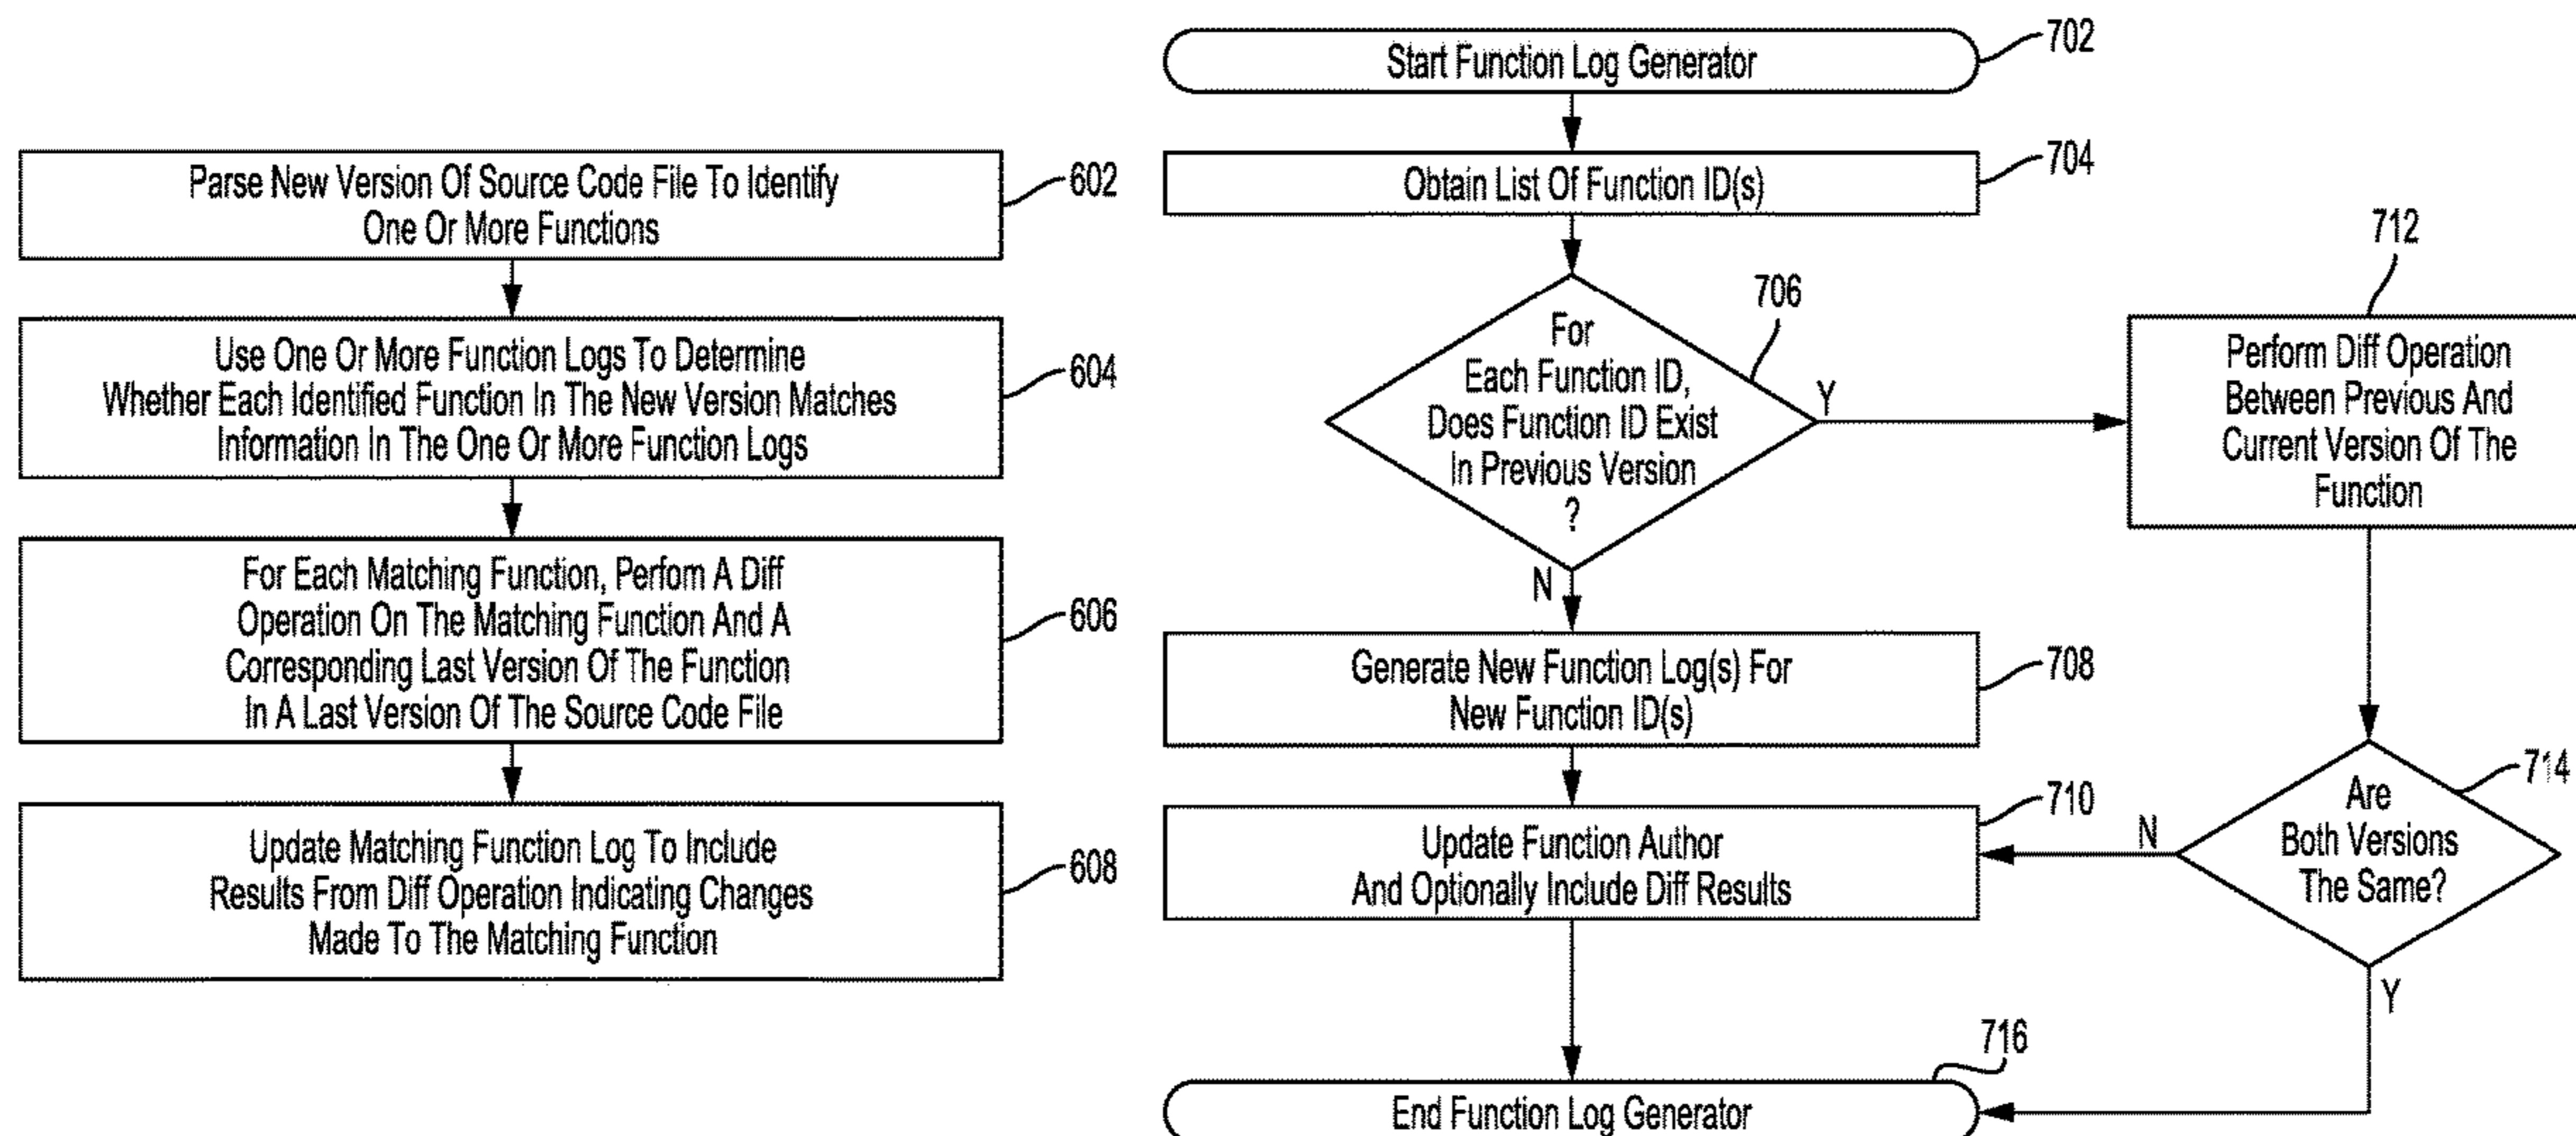 Parse New Version Of Source Code File To Identify
One Or More Functions
602
Use One Or More Function Logs To Determine
Whether Each Identified Function In The New Version Matches
Information In The One Or More Function Logs
604
For Each Matching Function, Perfom A Diff
Operation On The Matching Function And A
Corresponding Last Version Of The Function
In A Last Version Of The Source Code File
606
Update Matching Function Log To Include
Results From Diff Operation Indicating Changes
Made To The Matching Function
608
Start Function Log Generator
702
Obtain List Of Function ID(s)
704
For
Each Function ID,
Does Function ID Exist
In Previous Version
?
706
Y
N
Generate New Function Log(s) For
New Function ID(s)
708
Update Function Author
And Optionally Include Diff Results
710
712
Perform Diff Operation
Between Previous And
Current Version Of The
Function
Are
Both Versions
The Same?
714
N
Y
End Function Log Generator
716